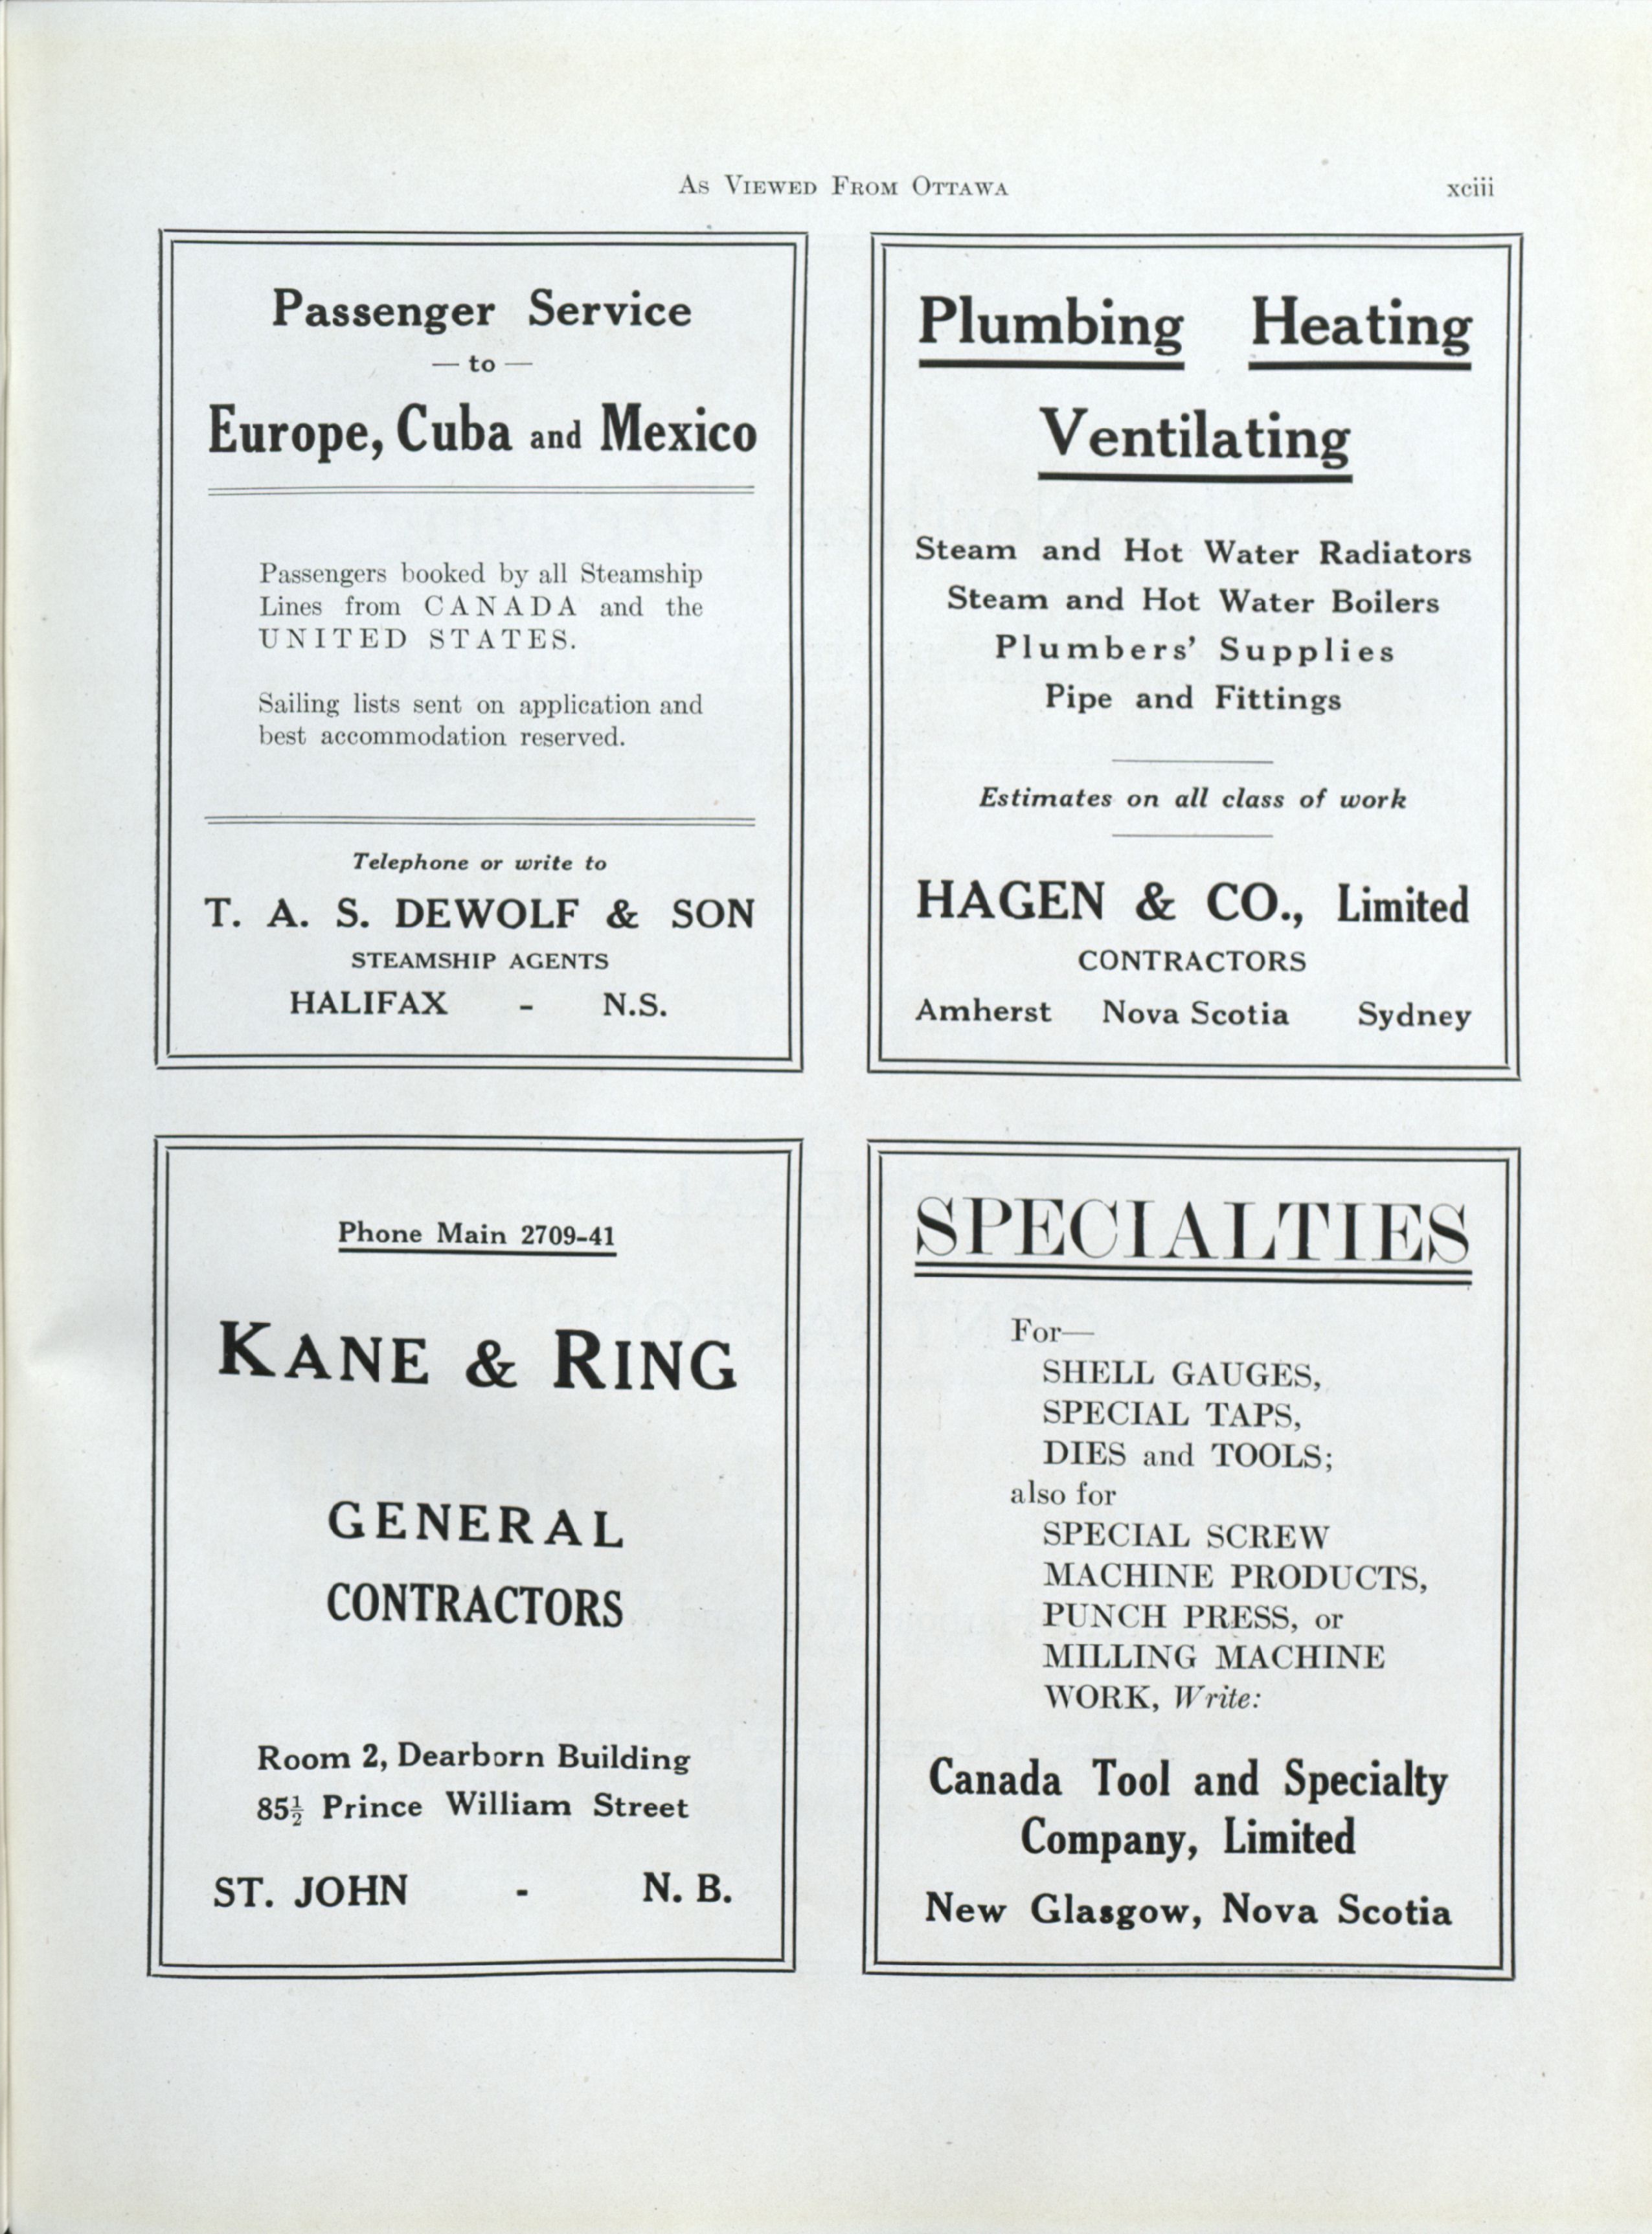 As Viewed From Ottawa
xciii
Passenger Service
— to —
Europe, Cuba and Mexico
Passengers booked by all Steamship
Lines from CANADA and the
UNITED STATES.
Sailing lists sent on application and
best accommodation reserved.
Telephone or write to
T. A. S. DEWOLF & SON
STEAMSHIP AGENTS
HALIFAX - N.S.
Plumbing Heating
Ventilating
Steam and Hot Water Radiators
Steam and Hot Water Boilers
Plumbers' Supplies
Pipe and Fittings
Estimates on all class of work
HAGEN & CO., Limited
CONTRACTORS
Amherst Nova Scotia Sydney
Phone Main 2709-41
KANE & RING
GENERAL
CONTRACTORS
Room 2, Dearborn Building
85½ Prince William Street
ST. JOHN - N. B.
SPECIALTIES
For—
SHELL GAUGES,
SPECIAL TAPS,
DIES and TOOLS;
also for
SPECIAL SCREW
MACHINE PRODUCTS,
PUNCH PRESS, or
MILLING MACHINE
WORK, Write:
Canada Tool and Specialty
Company, Limited
New Glasgow, Nova Scotia